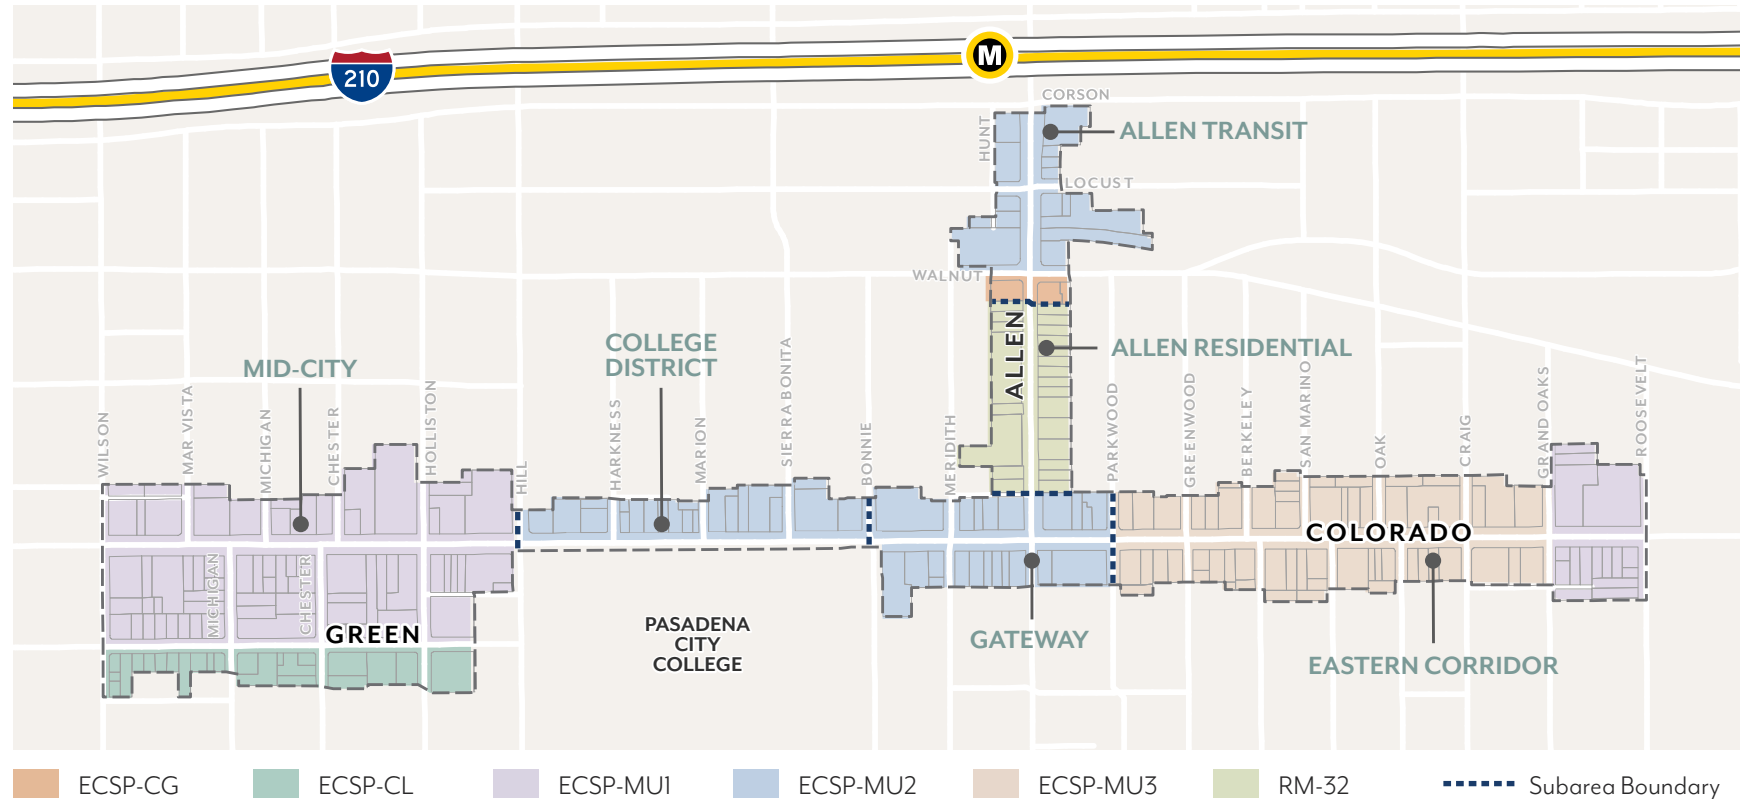 M
210
CORSON
HUNT
ALLEN TRANSIT
LOCUST
WALNUT
ALLEN
ALLEN RESIDENTIAL
MID-CITY
COLLEGE
DISTRICT
WILSON
MAR VISTA
MICHIGAN
CHESTER
HOLLISTON
HILL
HARKNESS
MARION
SIERRA BONITA
BONNIE
MERIDITH
PARKWOOD
GREENWOOD
BERKELEY
SAN MARINO
OAK
CRAIG
GRAND OAKS
ROOSEVELT
COLORADO
MICHIGAN
CHESTER
GREEN
PASADENA
CITY
COLLEGE
GATEWAY
EASTERN CORRIDOR
ECSP-CG
ECSP-CL
ECSP-MU1
ECSP-MU2
ECSP-MU3
RM-32
Subarea Boundary